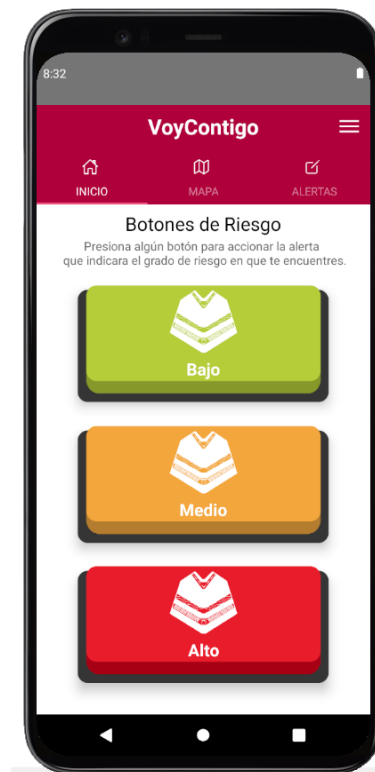 8:32
VoyContigo
INICIO
MAPA
ALERTAS
Botones de Riesgo
Presiona algún botón para accionar la alerta
que indicara el grado de riesgo en que te encuentres.
Bajo
Medio
Alto